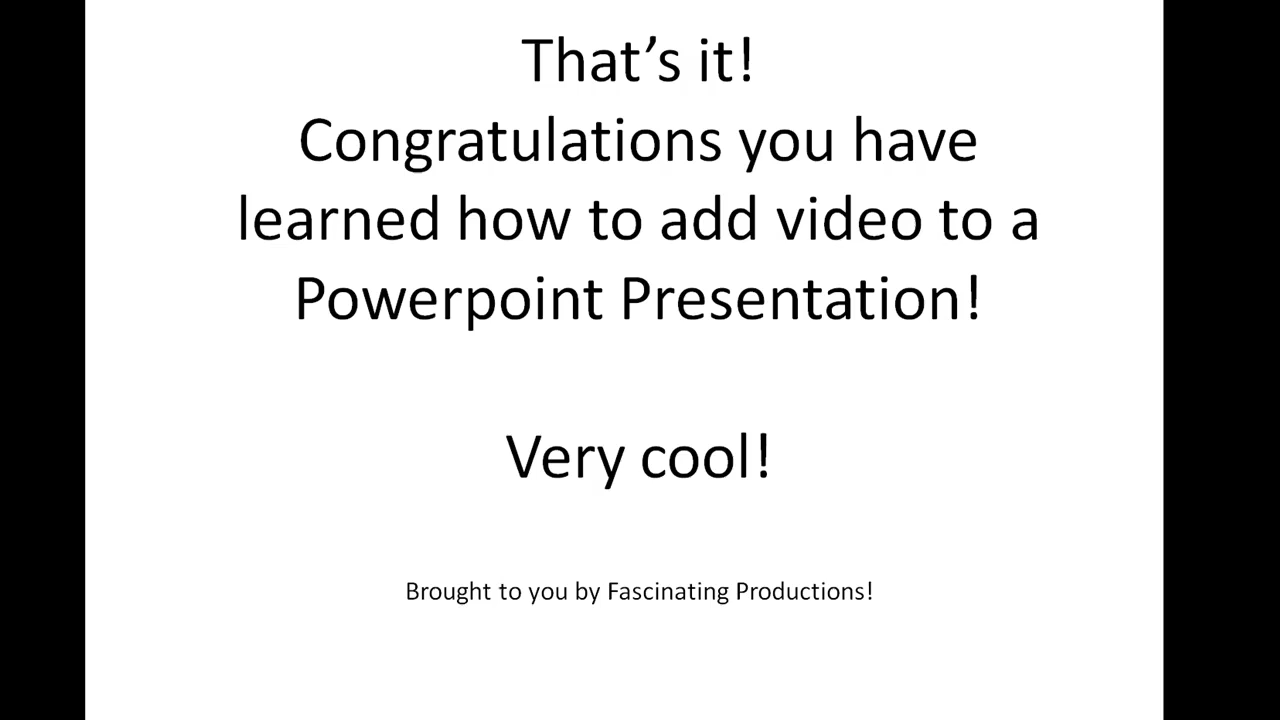 That’s it!
Congratulations you have
learned how to add video to a
Powerpoint Presentation!
Very cool!
Brought to you by Fascinating Productions!